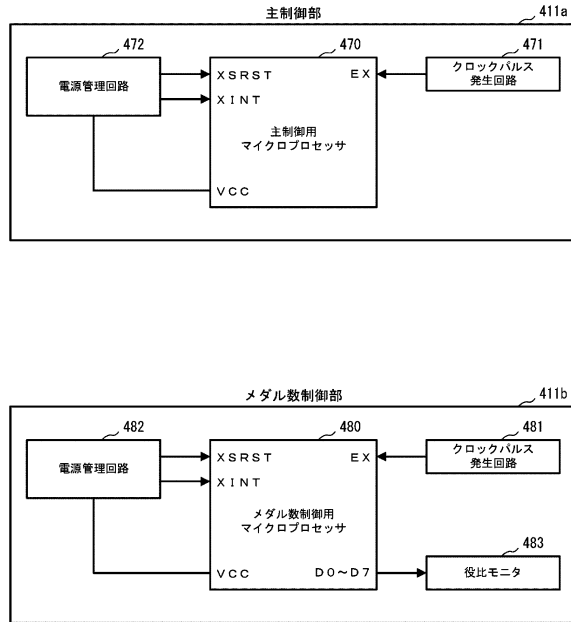 主制御部
411a
472
470
471
電源管理回路
XSRST
EX
クロックパルス
発生回路
XINT
主制御用
マイクロプロセッサ
VCC
メダル数制御部
411b
482
480
481
電源管理回路
XSRST
EX
クロックパルス
発生回路
XINT
メダル数制御用
マイクロプロセッサ
483
VCC
D0~D7
役比モニタ